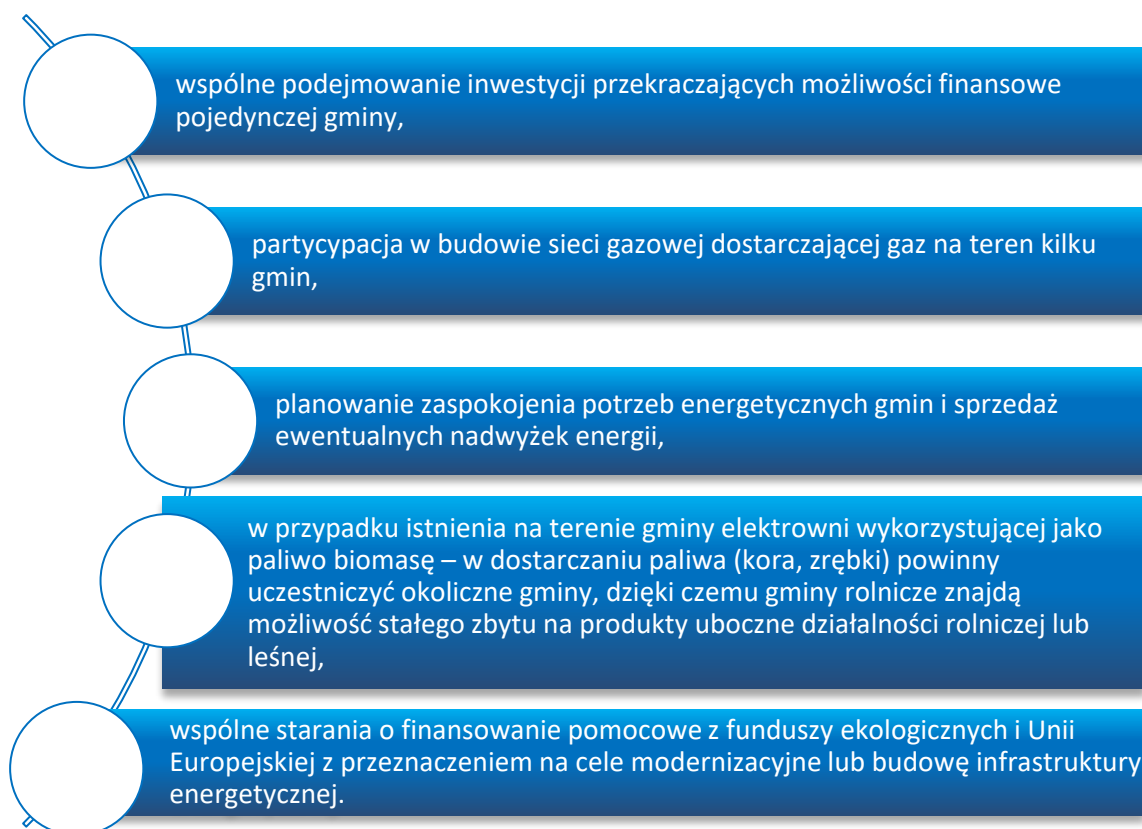 wspólne podejmowanie inwestycji przekraczających możliwości finansowe
pojedynczej gminy,
partycypacja w budowie sieci gazowej dostarczającej gaz na teren kilku
gmin,
planowanie zaspokojenia potrzeb energetycznych gmin i sprzedaż
ewentualnych nadwyżek energii,
w przypadku istnienia na terenie gminy elektrowni wykorzystującej jako
paliwo biomasę – w dostarczaniu paliwa (kora, zrębki) powinny
uczestniczyć okoliczne gminy, dzięki czemu gminy rolnicze znajdą
możliwość stałego zbytu na produkty uboczne działalności rolniczej lub
leśnej,
wspólne starania o finansowanie pomocowe z funduszy ekologicznych i Unii
Europejskiej z przeznaczeniem na cele modernizacyjne lub budowę infrastruktury
energetycznej.